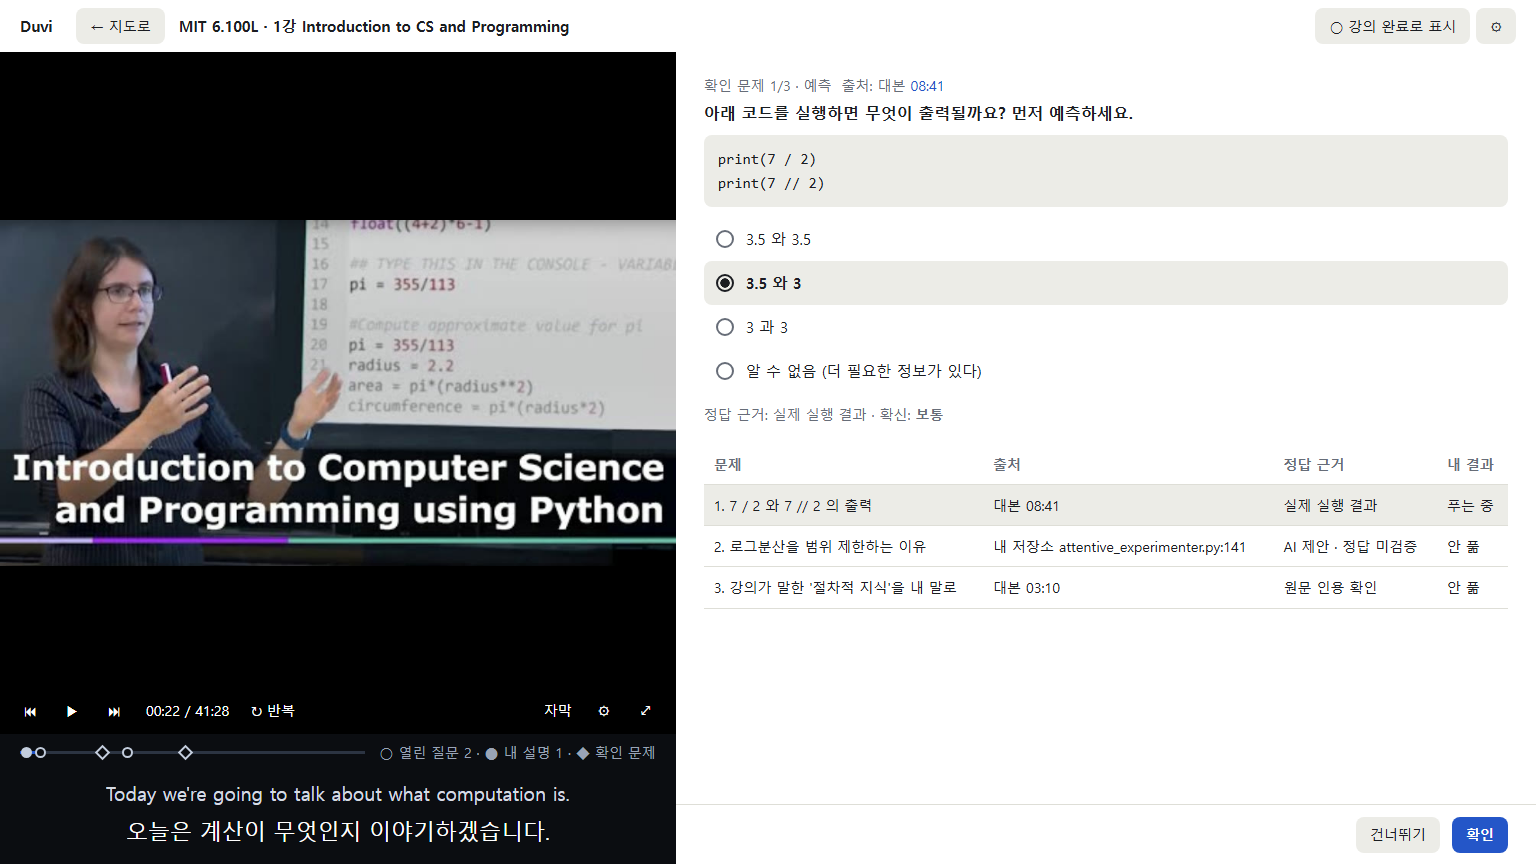 Duvi
← 지도로
MIT 6.100L · 1강 Introduction to CS and Programming
○ 강의 완료로 표시
14 float((4+2)*6-1)
15
16 ## TYPE THIS IN THE CONSOLE - VARIABL
17 pi = 355/113
18
19 #Compute approximate value for pi
20 pi = 355/113
21 radius = 2.2
area = pi*(radius**2)
circumference = pi*(radius*2)
Introduction to Computer Science
and Programming using Python
00:22 / 41:28
↻ 반복
자막
○ 열린 질문 2 · ● 내 설명 1 · ◆ 확인 문제
Today we're going to talk about what computation is.
오늘은 계산이 무엇인지 이야기하겠습니다.
확인 문제 1/3 · 예측 출처: 대본 08:41
아래 코드를 실행하면 무엇이 출력될까요? 먼저 예측하세요.
print(7 / 2)
print(7 // 2)
3.5 와 3.5
3.5 와 3
3 과 3
알 수 없음 (더 필요한 정보가 있다)
정답 근거: 실제 실행 결과 · 확신: 보통
문제 출처 정답 근거 내 결과
1. 7 / 2 와 7 // 2 의 출력 대본 08:41 실제 실행 결과 푸는 중
2. 로그분산을 범위 제한하는 이유 내 저장소 attentive_experimenter.py:141 AI 제안 · 정답 미검증 안 풂
3. 강의가 말한 '절차적 지식'을 내 말로 대본 03:10 원문 인용 확인 안 풂
건너뛰기
확인